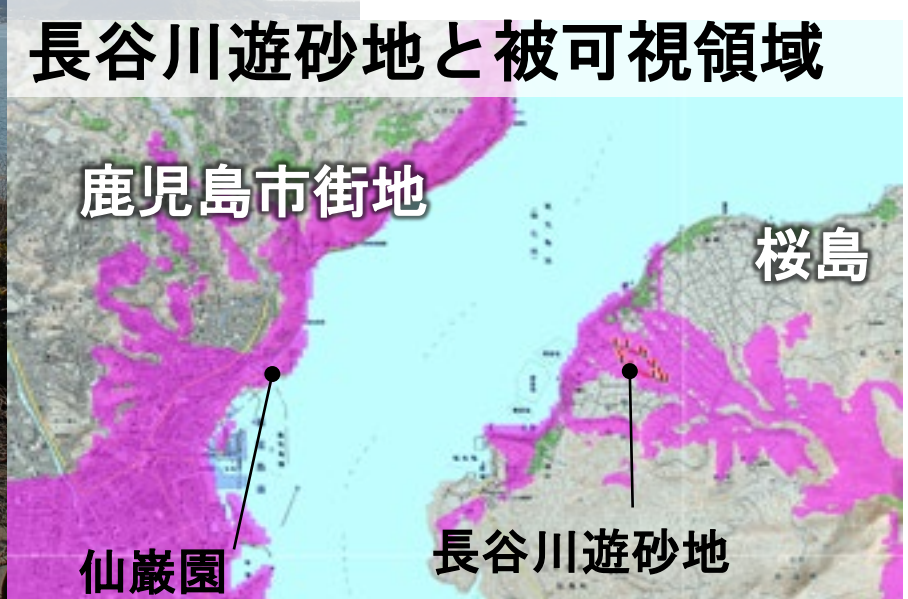 長谷川遊砂地と被可視領域
鹿児島市街地
桜島
仙巌園
長谷川遊砂地